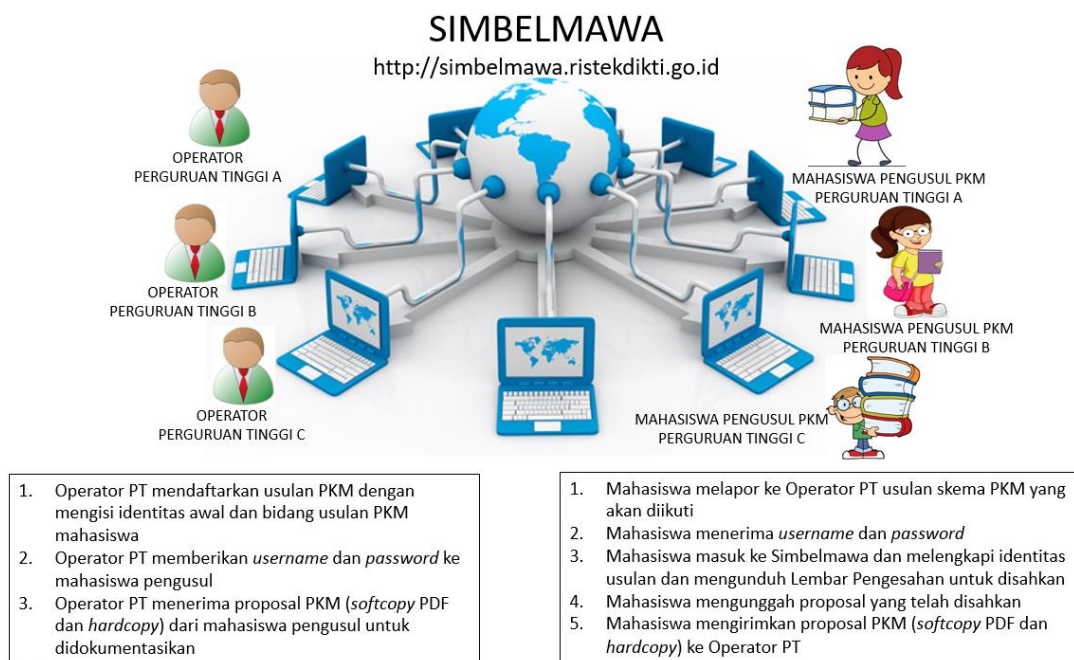 SIMBELMAWA
http://simbelmawa.ristekdikti.go.id
OPERATOR
PERGURUAN TINGGI A
MAHASISWA PENGUSUL PKM
PERGURUAN TINGGI A
OPERATOR
PERGURUAN TINGGI B
MAHASISWA PENGUSUL PKM
PERGURUAN TINGGI B
OPERATOR
PERGURUAN TINGGI C
MAHASISWA PENGUSUL PKM
PERGURUAN TINGGI C
1. Operator PT mendaftarkan usulan PKM dengan
mengisi identitas awal dan bidang usulan PKM
mahasiswa
2. Operator PT memberikan username dan password ke
mahasiswa pengusul
3. Operator PT menerima proposal PKM (softcopy PDF
dan hardcopy) dari mahasiswa pengusul untuk
didokumentasikan
1. Mahasiswa melapor ke Operator PT usulan skema PKM yang
akan diikuti
2. Mahasiswa menerima username dan password
3. Mahasiswa masuk ke Simbelmawa dan melengkapi identitas
usulan dan mengunduh Lembar Pengesahan untuk disahkan
4. Mahasiswa mengunggah proposal yang telah disahkan
5. Mahasiswa mengirimkan proposal PKM (softcopy PDF dan
hardcopy) ke Operator PT